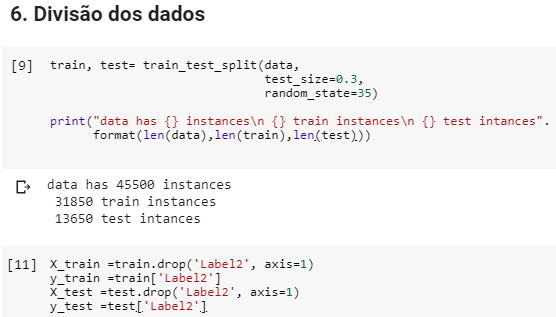 6. Divisão dos dados
[9] train, test= train_test_split(data,
test_size=0.3,
random_state=35)
print("data has {} instances\n {} train instances\n {} test intances".
format(len(data),len(train),len(test)))
data has 45500 instances
31850 train instances
13650 test intances
[11] X_train =train.drop('Label2', axis=1)
y_train =train['Label2']
X_test =test.drop('Label2', axis=1)
y_test =test['Label2']